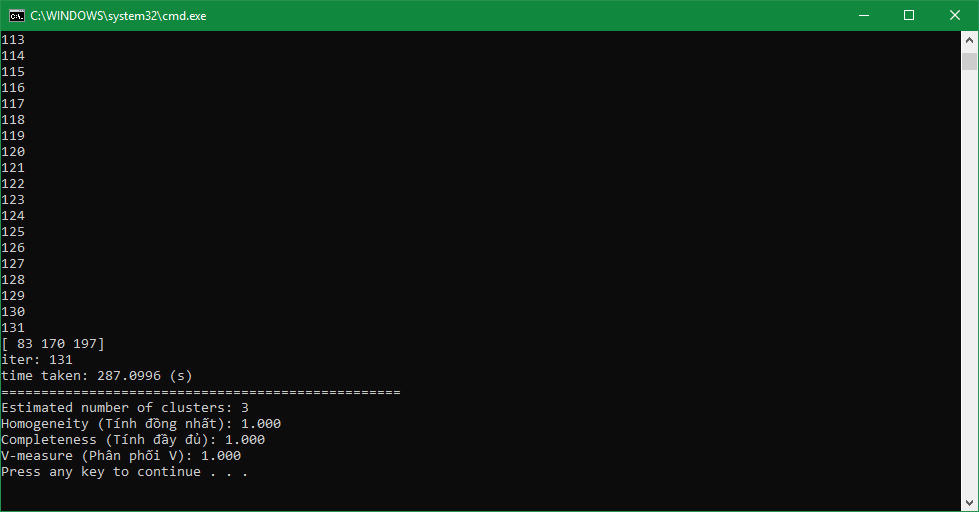 C:\WINDOWS\system32\cmd.exe
113
114
115
116
117
118
119
120
121
122
123
124
125
126
127
128
129
130
131
[ 83 170 197]
iter: 131
time taken: 287.0996 (s)
==================================================
Estimated number of clusters: 3
Homogeneity (Tính đồng nhất): 1.000
Completeness (Tính đầy đủ): 1.000
V-measure (Phân phối V): 1.000
Press any key to continue . . .